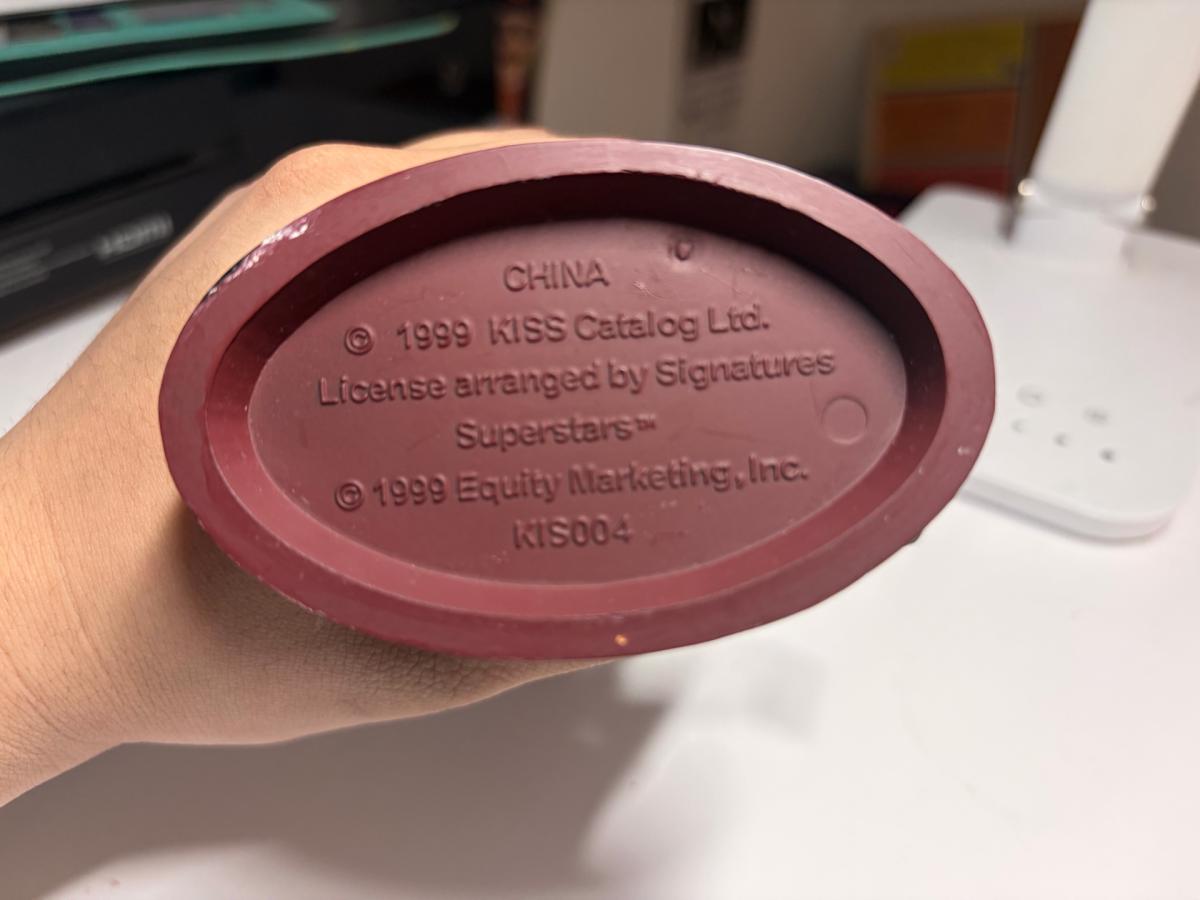 CHINA
© 1999 KISS Catalog Ltd.
License arranged by Signatures
Superstars™
© 1999 Equity Marketing, Inc.
KIS004